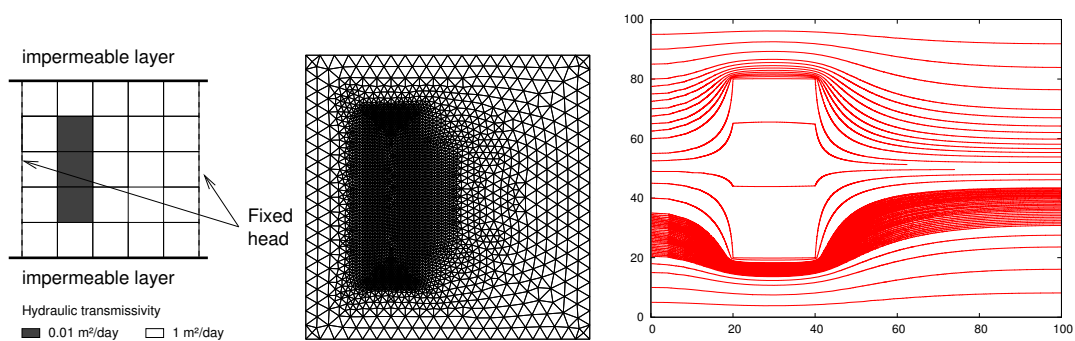 impermeable layer
Fixed
head
impermeable layer
Hydraulic transmissivity
0.01 m²/day 1 m²/day
100
80
60
40
20
0
0 20 40 60 80 100